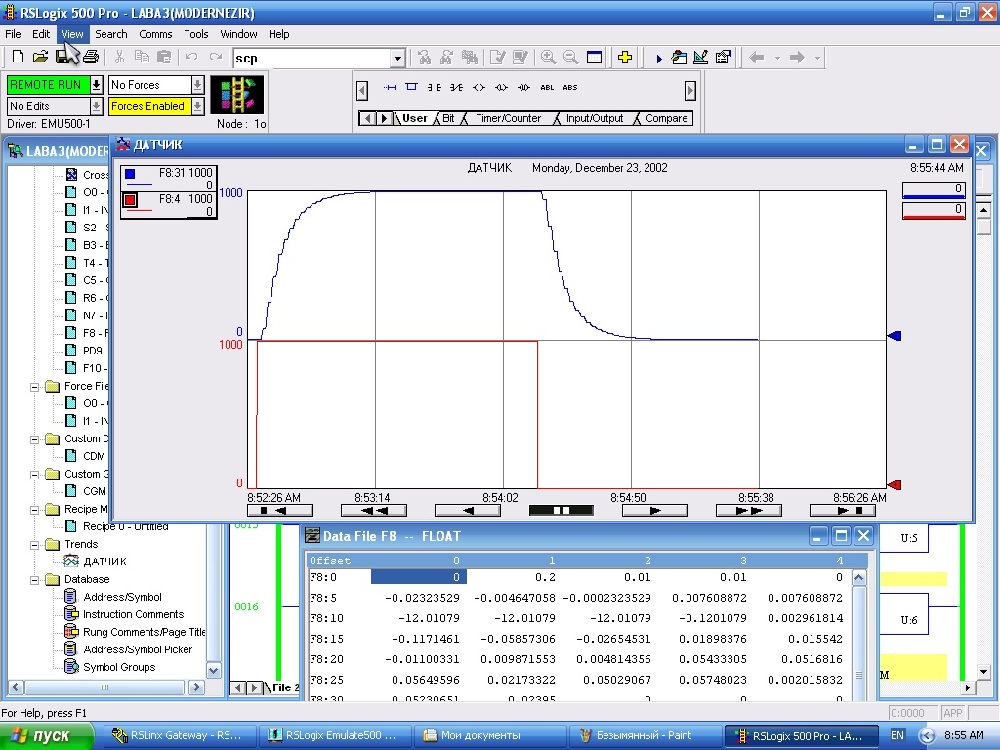 RSLogix 500 Pro - LABA3(MODERNEZIR)
File Edit View Search Comms Tools Window Help
scp
REMOTE RUN No Forces
No Edits Forces Enabled
Driver: EMU500-1 Node : 1o
ABL ABS
User Bit Timer/Counter Input/Output Compare
LABA3(MODER
Cross
O0 -
I1 - IN
S2 - S
B3 - B
T4 - T
C5 -
R6 -
N7 - I
F8 - F
PD9
F10 -
Force File
O0 -
I1 - IN
Custom D
CDM
Custom G
CGM
Recipe M
Recipe 0 - Untitled
Trends
ДАТЧИК
Database
Address/Symbol
Instruction Comments
Rung Comments/Page Title
Address/Symbol Picker
Symbol Groups
ДАТЧИК
F8:31 1000
0
F8:4 1000
0
ДАТЧИК Monday, December 23, 2002 8:55:44 AM
0
0
1000
0
1000
0
8:52:26 AM 8:53:14 8:54:02 8:54:50 8:55:38 8:56:26 AM
0015
0016
U:5
U:6
M
File 2
Data File F8 -- FLOAT
Offset 0 1 2 3 4
F8:0 0 0.2 0.01 0.01 0
F8:5 -0.02323529 -0.004647058 -0.0002323529 0.007608872 0.007608872
F8:10 -12.01079 -12.01079 -12.01079 -0.1201079 0.002961814
F8:15 -0.1171461 -0.05857306 -0.02654531 0.01898376 0.015542
F8:20 -0.01100331 0.009871553 0.004814356 0.05433305 0.0516816
F8:25 0.05649596 0.02173322 0.05029067 0.05748023 0.002015832
F8:30 0.05230651 0.02395 0 0 0
For Help, press F1
0:0000 APP
пуск RSLinx Gateway - RS... RSLogix Emulate500 ... Мои документы Безымянный - Paint RSLogix 500 Pro - LA... EN 8:55 AM